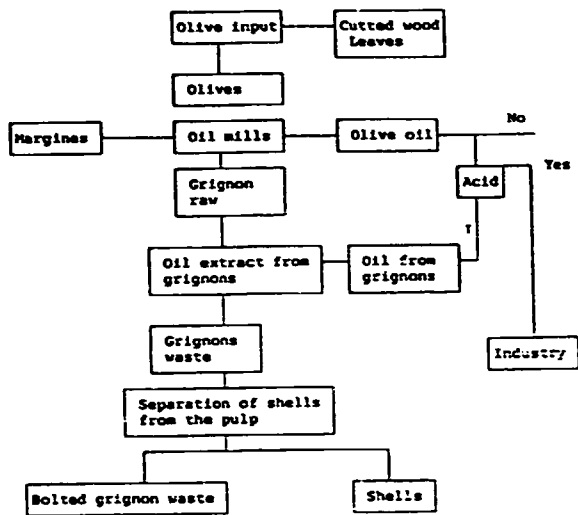 Olive input
Cutted wood
Leaves
Olives
No
Margines
Oil mills
Olive oil
Yes
Acid
Grignon
raw
T
Oil extract from
grignons
Oil from
grignons
Grignons
waste
Industry
Separation of shells
from the pulp
Bolted grignon waste
Shells